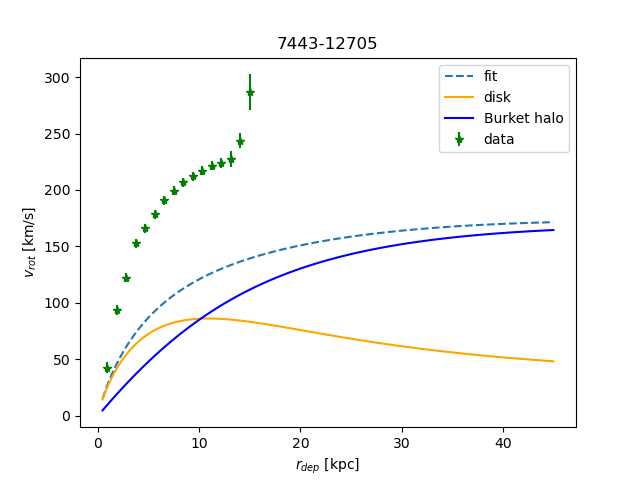 7443-12705
300
250
200
150
100
50
0
v_rot [km/s]
0 10 20 30 40
r_dep [kpc]
fit
disk
Burket halo
data